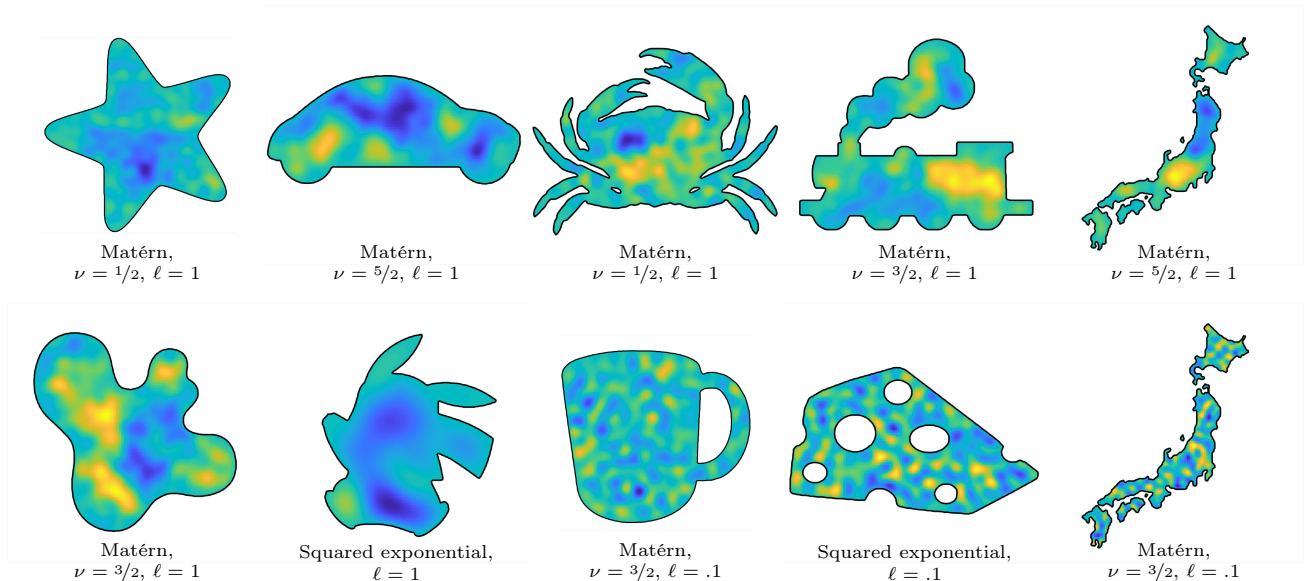 Matérn,
ν = 1/2, ℓ = 1
Matérn,
ν = 5/2, ℓ = 1
Matérn,
ν = 1/2, ℓ = 1
Matérn,
ν = 3/2, ℓ = 1
Matérn,
ν = 5/2, ℓ = 1
Matérn,
ν = 3/2, ℓ = 1
Squared exponential,
ℓ = 1
Matérn,
ν = 3/2, ℓ = .1
Squared exponential,
ℓ = .1
Matérn,
ν = 3/2, ℓ = .1